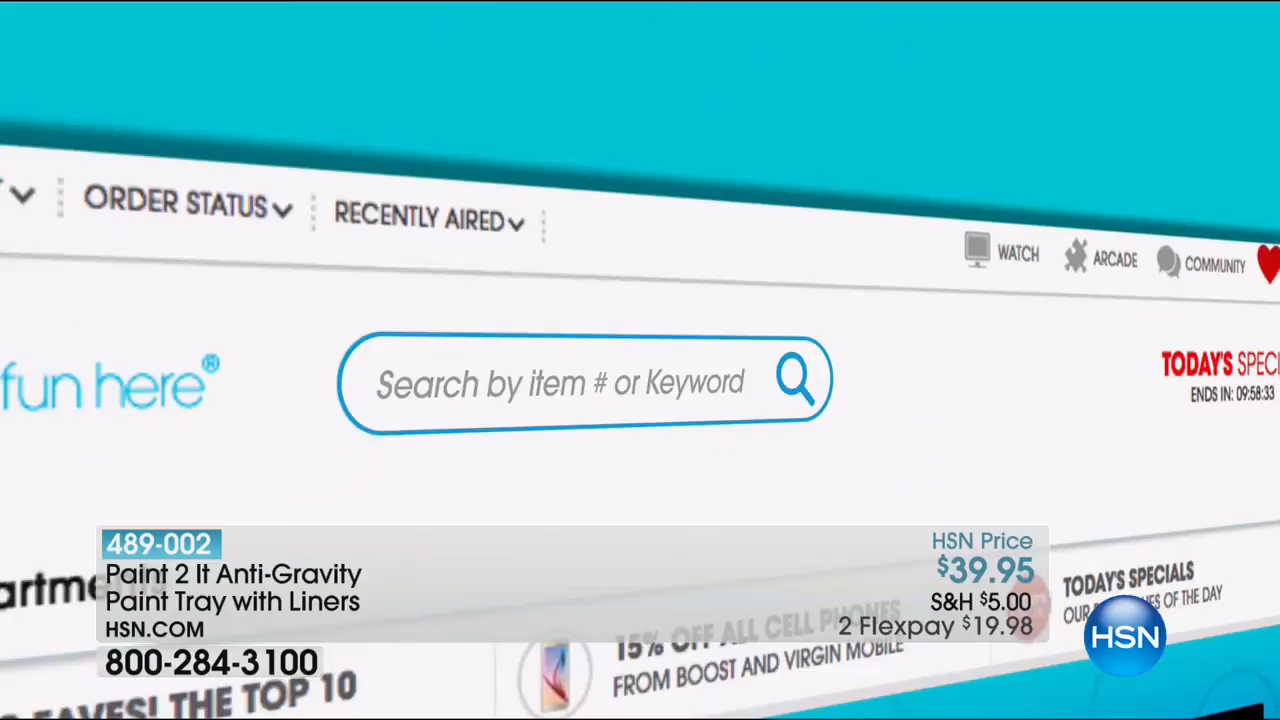 ORDER STATUS
RECENTLY AIRED
WATCH
ARCADE
COMMUNITY
fun here®
Search by item # or Keyword
TODAY'S SPECI
ENDS IN: 09:58:33
489-002
Paint 2 It Anti-Gravity
Paint Tray with Liners
HSN.COM
800-284-3100
HSN Price
$39.95
S&H $5.00
2 Flexpay $19.98
TODAY'S SPECIALS
OF THE DAY
HSN
15% OFF ALL CELL PHONES
FROM BOOST AND VIRGIN MOBILE
FAVES! THE TOP 10